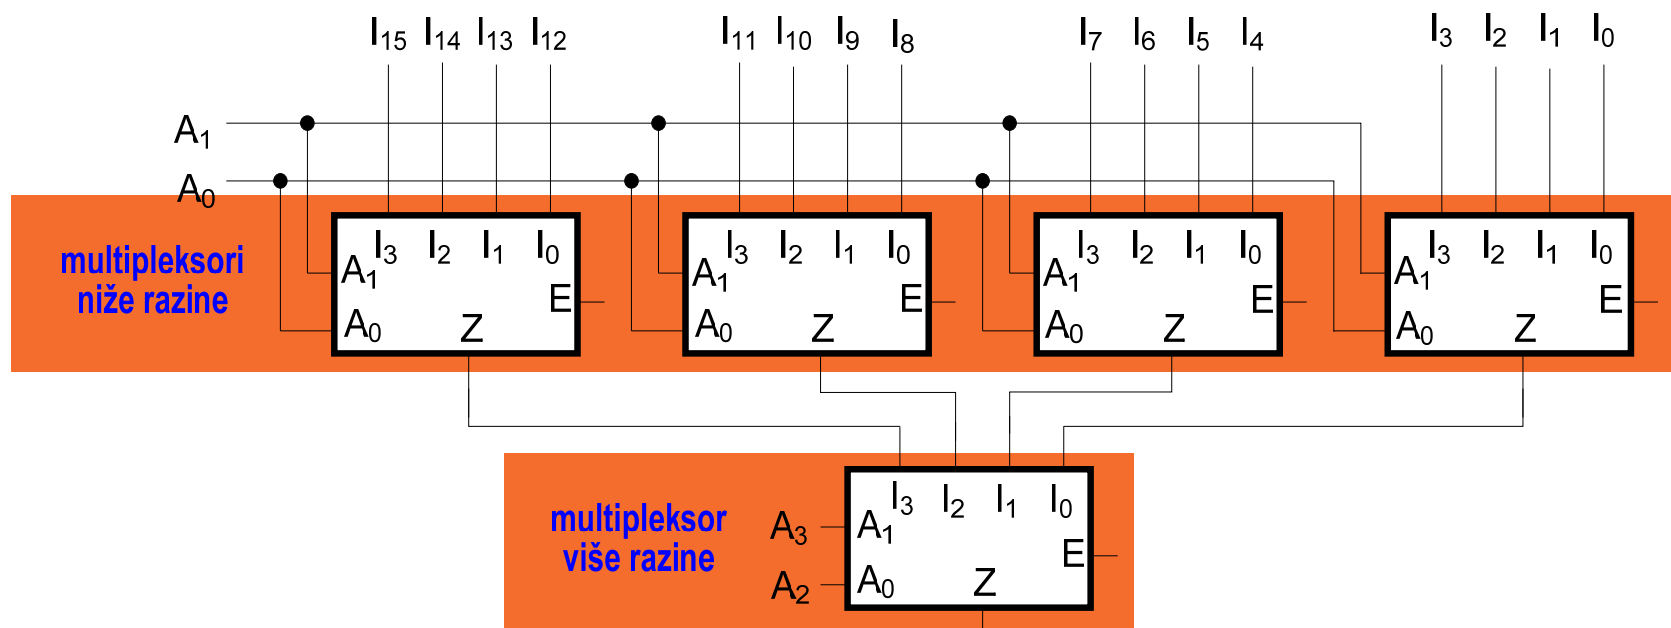 I15 I14 I13 I12 I11 I10 I9 I8 I7 I6 I5 I4 I3 I2 I1 I0
A1
A0
multipleksori
niže razine
I3 I2 I1 I0
A1
E
A0
Z
I3 I2 I1 I0
A1
E
A0
Z
I3 I2 I1 I0
A1
E
A0
Z
I3 I2 I1 I0
A1
E
A0
Z
multipleksor
više razine
A3
A2
I3 I2 I1 I0
A1
E
A0
Z